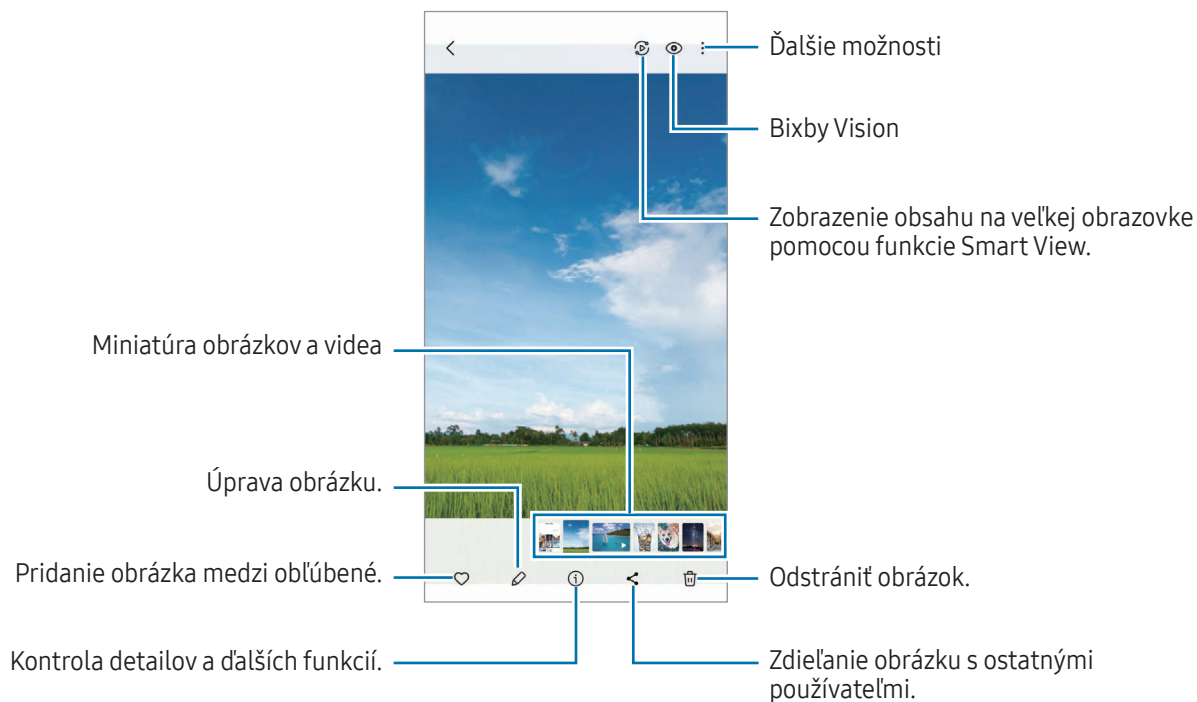 Ďalšie možnosti
Bixby Vision
Zobrazenie obsahu na veľkej obrazovke
pomocou funkcie Smart View.
Miniatúra obrázkov a videa
Úprava obrázku.
Pridanie obrázka medzi obľúbené.
Odstrániť obrázok.
Kontrola detailov a ďalších funkcií.
Zdieľanie obrázku s ostatnými
používateľmi.